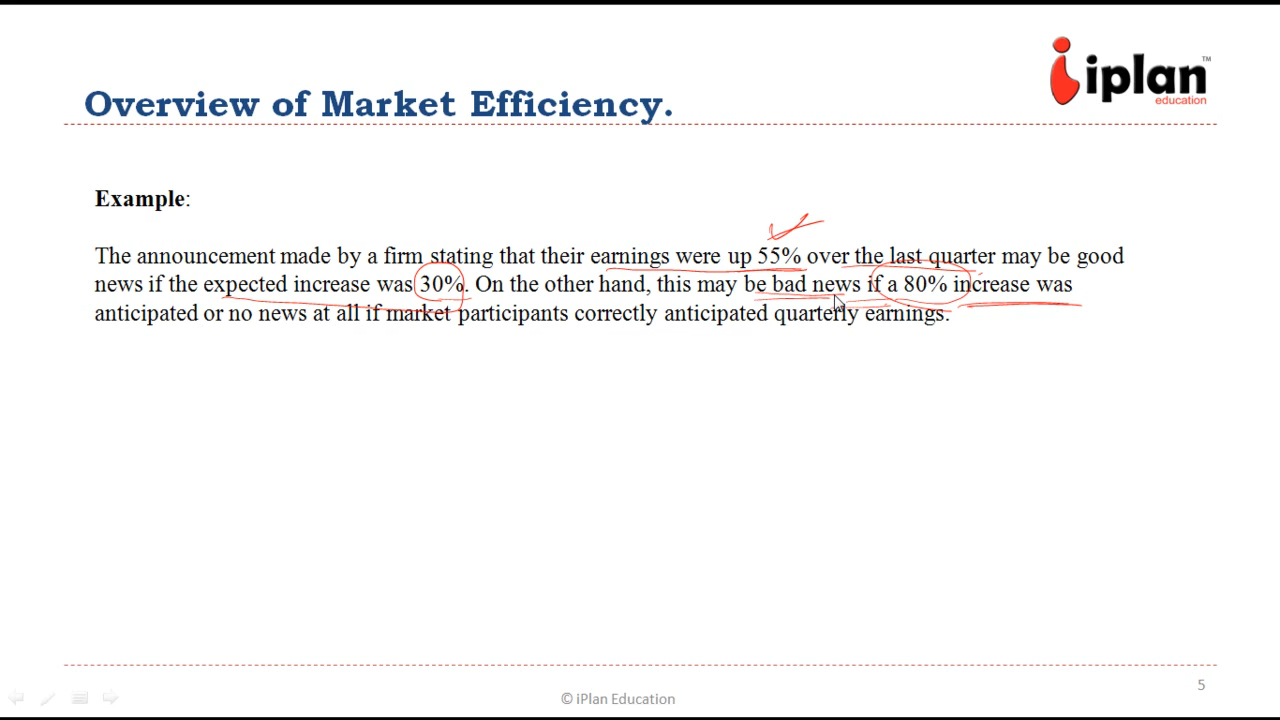 iplan™
education
Overview of Market Efficiency.
Example:
The announcement made by a firm stating that their earnings were up 55% over the last quarter may be good
news if the expected increase was 30%. On the other hand, this may be bad news if a 80% increase was
anticipated or no news at all if market participants correctly anticipated quarterly earnings.
© iPlan Education
5